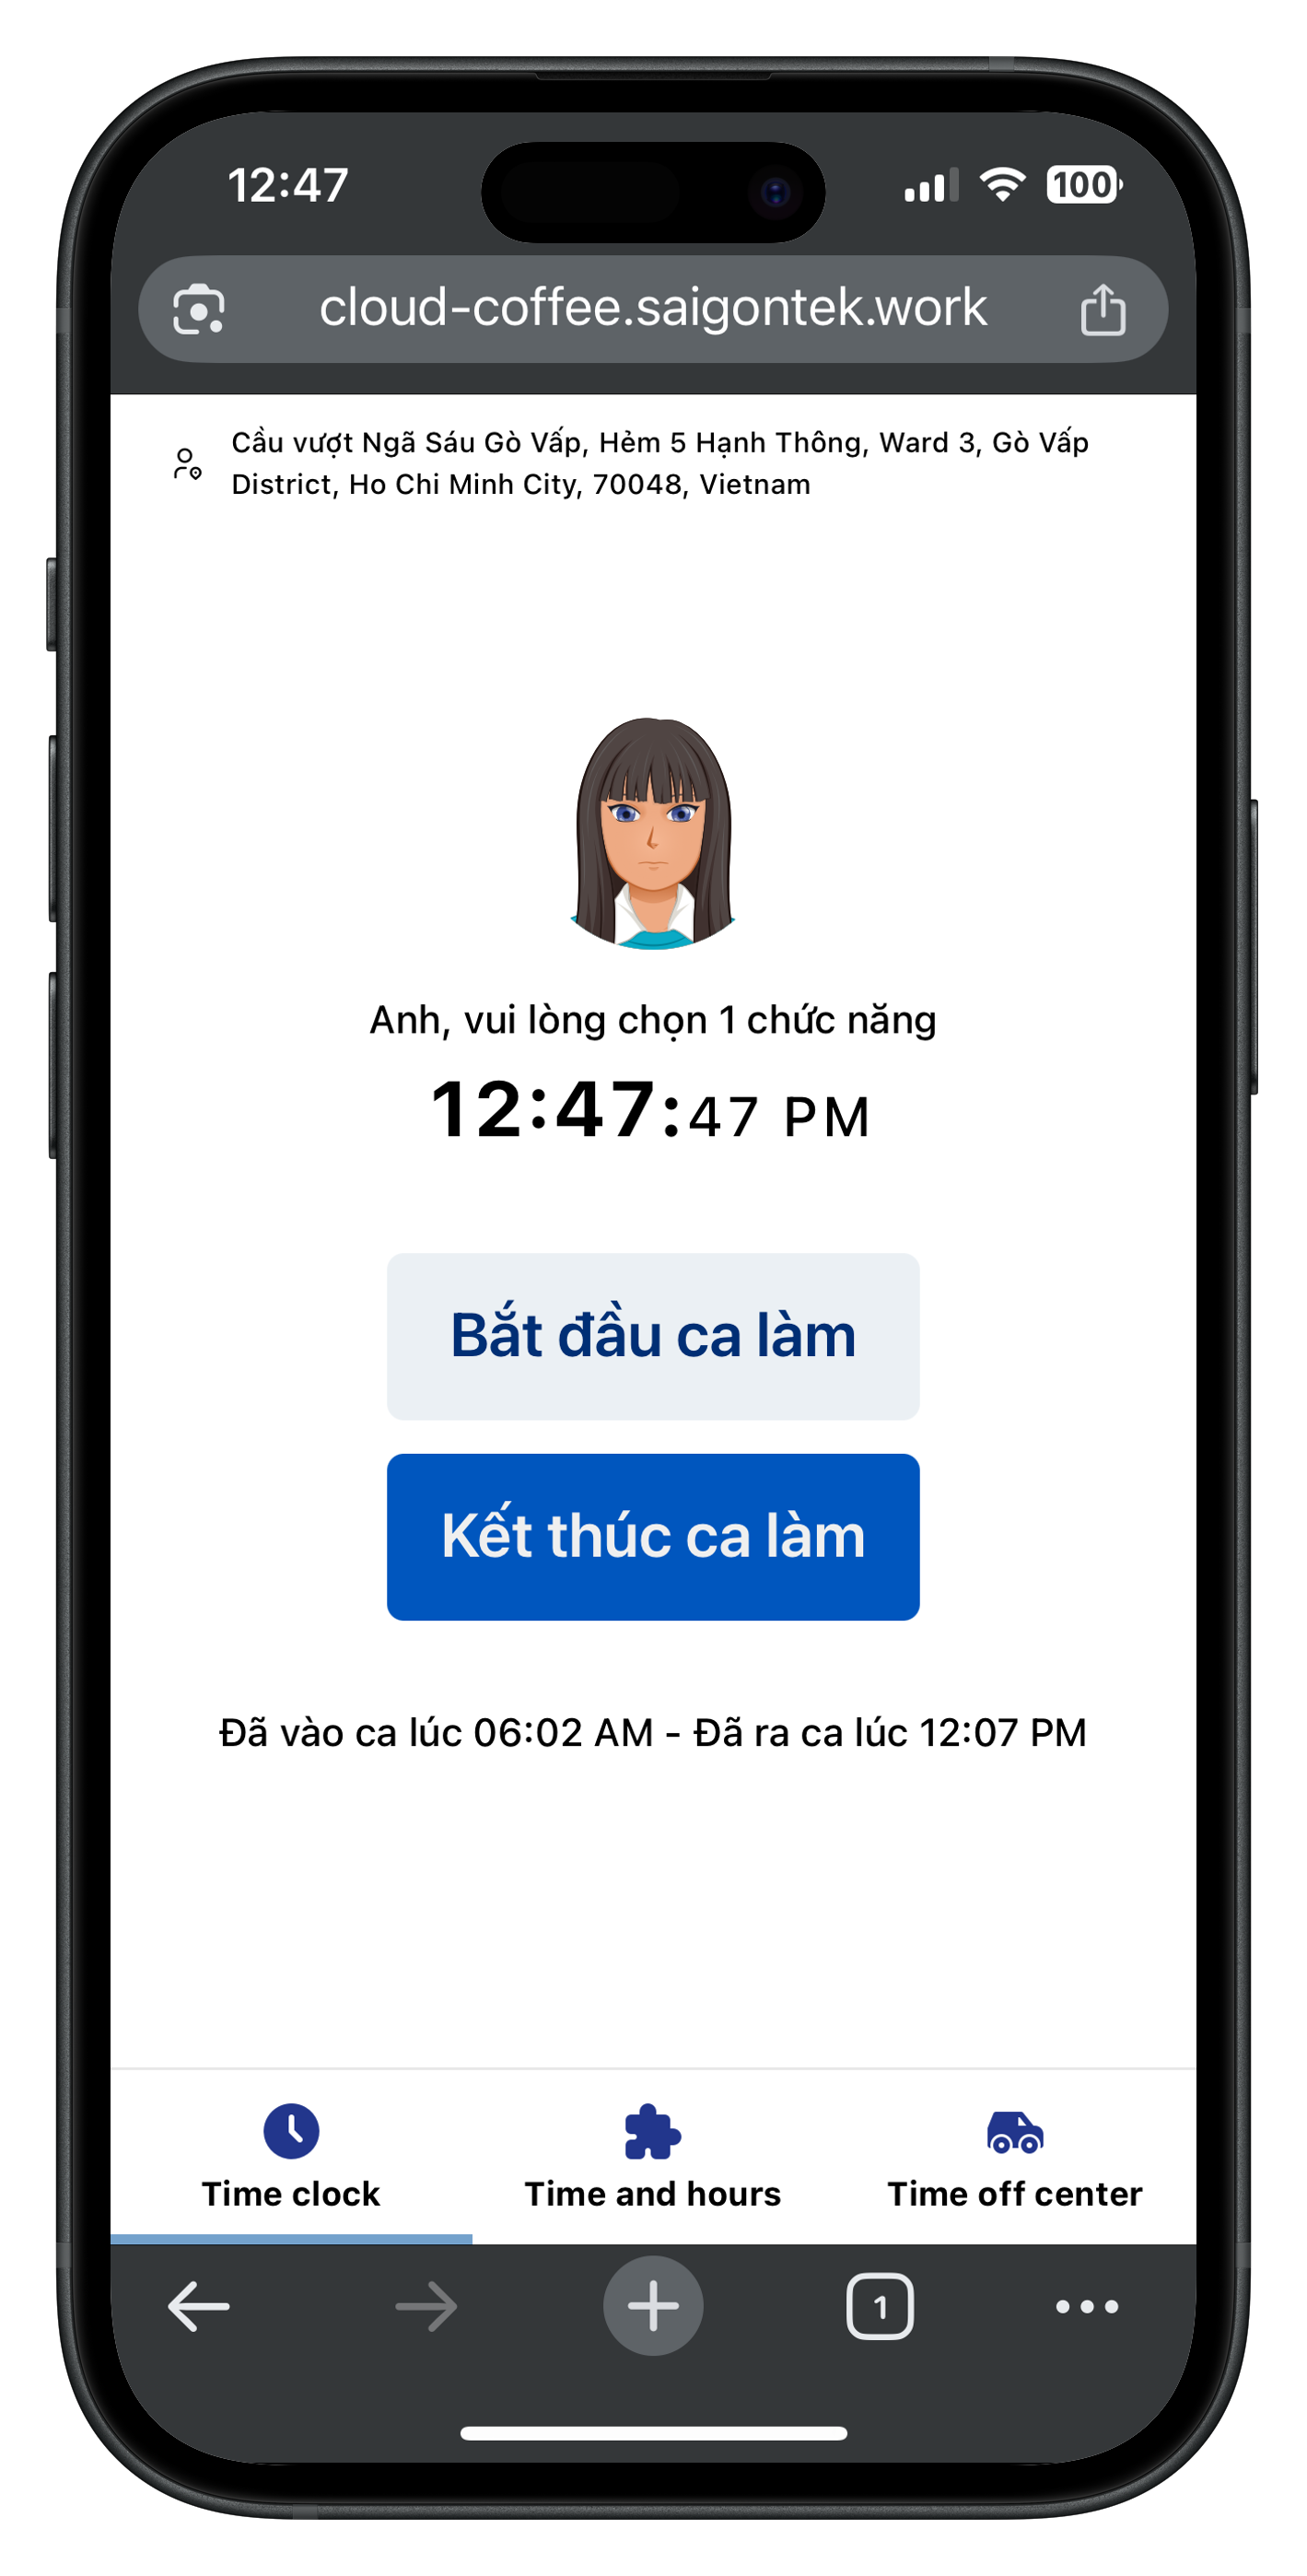 12:47
100
cloud-coffee.saigontek.work
Cầu vượt Ngã Sáu Gò Vấp, Hẻm 5 Hạnh Thông, Ward 3, Gò Vấp
District, Ho Chi Minh City, 70048, Vietnam
Anh, vui lòng chọn 1 chức năng
12:47:47 PM
Bắt đầu ca làm
Kết thúc ca làm
Đã vào ca lúc 06:02 AM - Đã ra ca lúc 12:07 PM
Time clock
Time and hours
Time off center
1